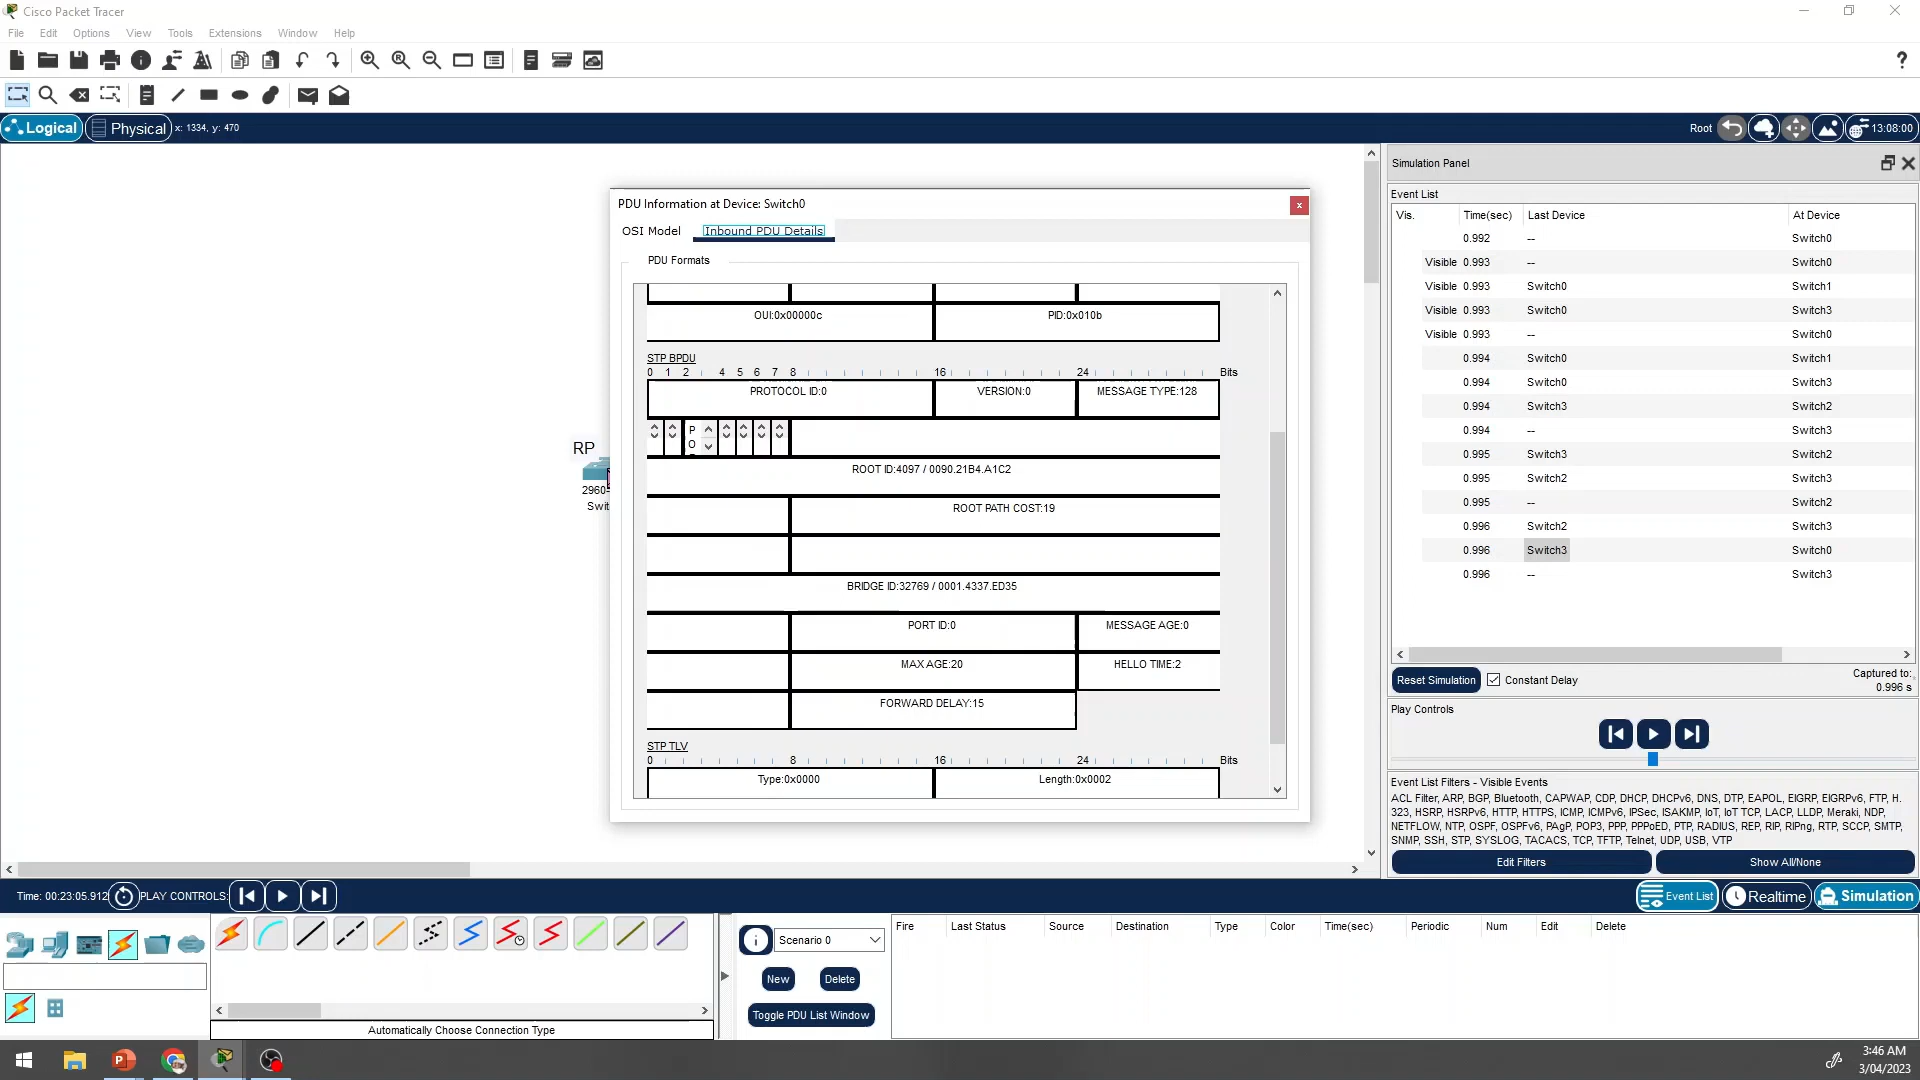 Cisco Packet Tracer
File Edit Options View Tools Extensions Window Help
?
Logical Physical x: 1334, y: 470 Root 13:08:00
PDU Information at Device: Switch0
x
OSI Model Inbound PDU Details
PDU Formats
OUI:0x00000c PID:0x010b
STP BPDU
0 1 2 4 5 6 7 8 16 24 Bits
PROTOCOL ID:0 VERSION:0 MESSAGE TYPE:128
P
O
ROOT ID:4097 / 0090.21B4.A1C2
ROOT PATH COST:19
BRIDGE ID:32769 / 0001.4337.ED35
PORT ID:0 MESSAGE AGE:0
MAX AGE:20 HELLO TIME:2
FORWARD DELAY:15
STP TLV
0 8 16 24 Bits
Type:0x0000 Length:0x0002
RP
2960-
Swit
Simulation Panel
Event List
Vis. Time(sec) Last Device At Device
0.992 -- Switch0
Visible 0.993 -- Switch0
Visible 0.993 Switch0 Switch1
Visible 0.993 Switch0 Switch3
Visible 0.993 -- Switch0
0.994 Switch0 Switch1
0.994 Switch0 Switch3
0.994 Switch3 Switch2
0.994 -- Switch3
0.995 Switch3 Switch2
0.995 Switch2 Switch3
0.995 -- Switch2
0.996 Switch2 Switch3
0.996 Switch3 Switch0
0.996 -- Switch3
Reset Simulation Constant Delay Captured to:
0.996 s
Play Controls
Event List Filters - Visible Events
ACL Filter, ARP, BGP, Bluetooth, CAPWAP, CDP, DHCP, DHCPv6, DNS, DTP, EAPOL, EIGRP, EIGRPv6, FTP, H.
323, HSRP, HSRPv6, HTTP, HTTPS, ICMP, ICMPv6, IPSec, ISAKMP, IoT, IoT TCP, LACP, LLDP, Meraki, NDP,
NETFLOW, NTP, OSPF, OSPFv6, PAgP, POP3, PPP, PPPoED, PTP, RADIUS, REP, RIP, RIPng, RTP, SCCP, SMTP,
SNMP, SSH, STP, SYSLOG, TACACS, TCP, TFTP, Telnet, UDP, USB, VTP
Edit Filters Show All/None
Time: 00:23:05.912 PLAY CONTROLS: Event List Realtime Simulation
Scenario 0
New Delete
Toggle PDU List Window
Fire Last Status Source Destination Type Color Time(sec) Periodic Num Edit Delete
Automatically Choose Connection Type
3:46 AM
3/04/2023